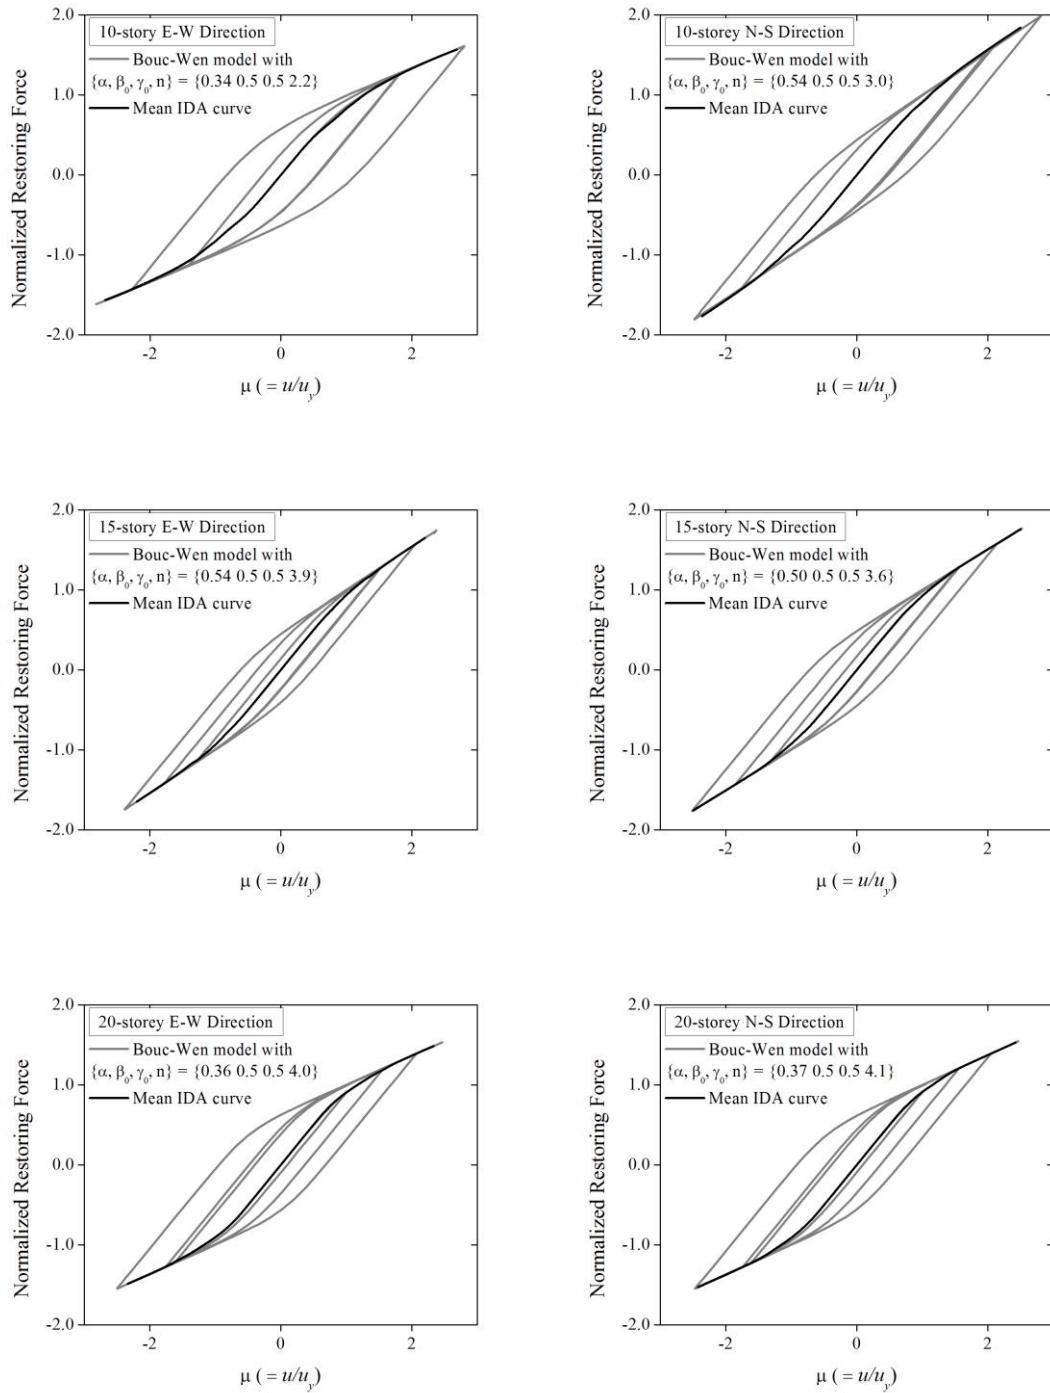 10-story E-W Direction
Bouc-Wen model with
{α, β₀, γ₀, n} = {0.34 0.5 0.5 2.2}
Mean IDA curve
Normalized Restoring Force
2.0
1.0
0.0
-1.0
-2.0
-2 0 2
μ ( = u/u_y)
10-storey N-S Direction
Bouc-Wen model with
{α, β₀, γ₀, n} = {0.54 0.5 0.5 3.0}
Mean IDA curve
Normalized Restoring Force
2.0
1.0
0.0
-1.0
-2.0
-2 0 2
μ ( = u/u_y)
15-story E-W Direction
Bouc-Wen model with
{α, β₀, γ₀, n} = {0.54 0.5 0.5 3.9}
Mean IDA curve
Normalized Restoring Force
2.0
1.0
0.0
-1.0
-2.0
-2 0 2
μ ( = u/u_y)
15-story N-S Direction
Bouc-Wen model with
{α, β₀, γ₀, n} = {0.50 0.5 0.5 3.6}
Mean IDA curve
Normalized Restoring Force
2.0
1.0
0.0
-1.0
-2.0
-2 0 2
μ ( = u/u_y)
20-storey E-W Direction
Bouc-Wen model with
{α, β₀, γ₀, n} = {0.36 0.5 0.5 4.0}
Mean IDA curve
Normalized Restoring Force
2.0
1.0
0.0
-1.0
-2.0
-2 0 2
μ ( = u/u_y)
20-storey N-S Direction
Bouc-Wen model with
{α, β₀, γ₀, n} = {0.37 0.5 0.5 4.1}
Mean IDA curve
Normalized Restoring Force
2.0
1.0
0.0
-1.0
-2.0
-2 0 2
μ ( = u/u_y)